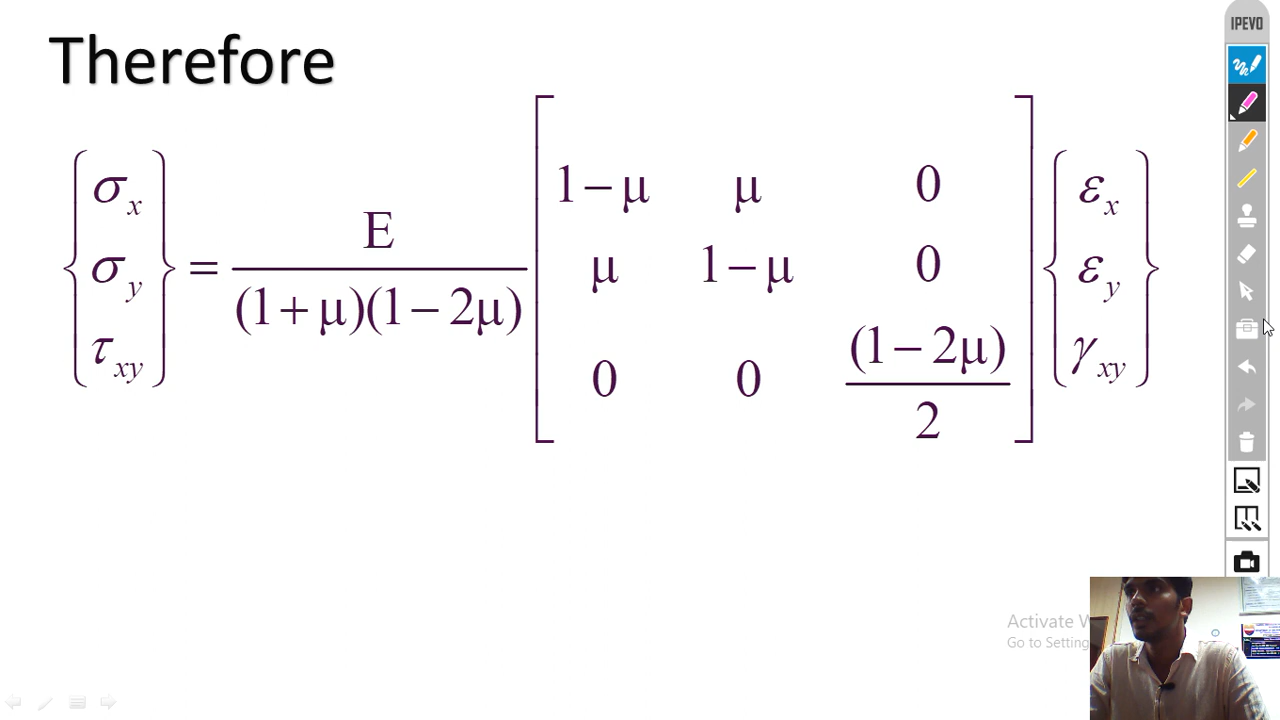 Therefore
IPEVO
{σx σy τxy} = E / (1 + μ)(1 − 2μ) [1 − μ μ 0
μ 1 − μ 0
0 0 (1 − 2μ) / 2] {εx εy γxy}
Activate
Go to Setting